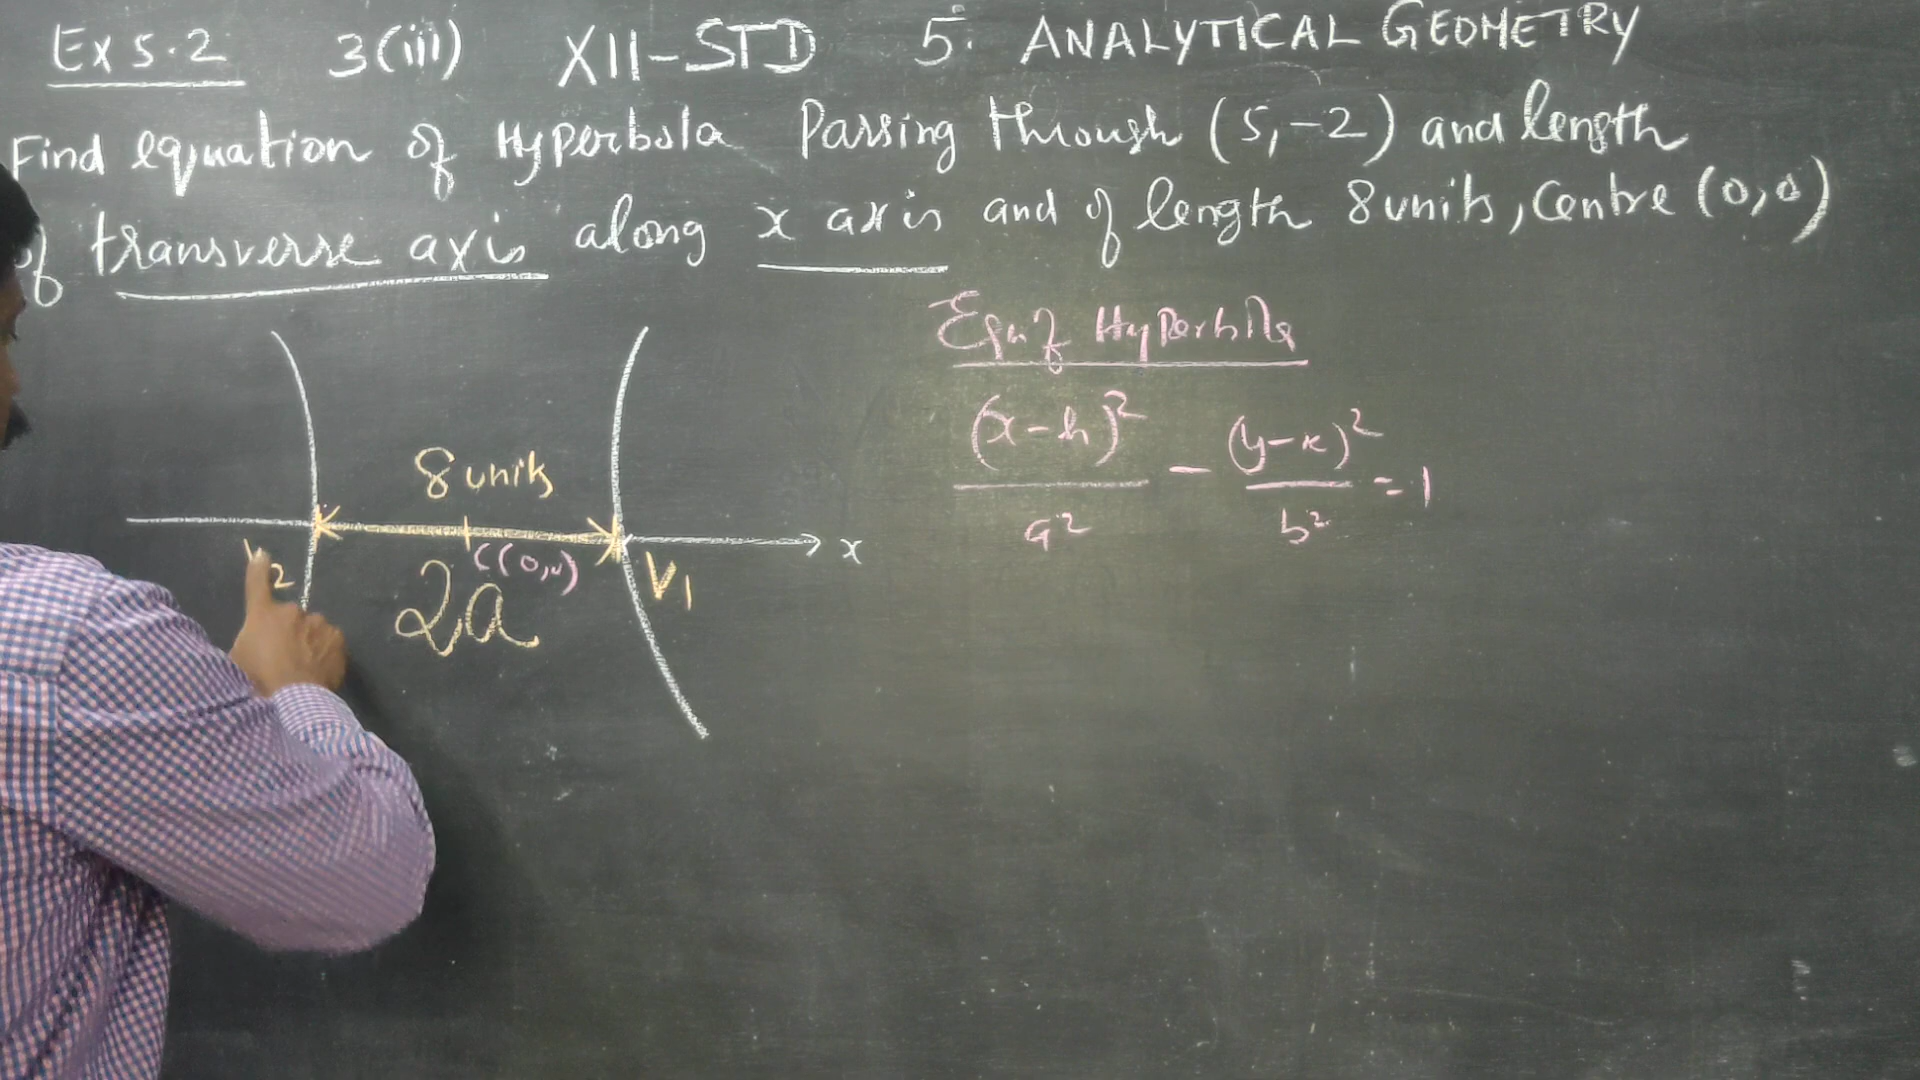 Ex 5.2 3(iii) XII-STD 5. ANALYTICAL GEOMETRY
Find equation of Hyperbola Passing through (5,-2) and length
of transverse axis along x axis and of length 8 units, Centre (0,0)
Eqn of Hyperbola
(x-h)²/a² - (y-k)²/b² = 1
8 units
C(0,0)
x
V2
2a
V1